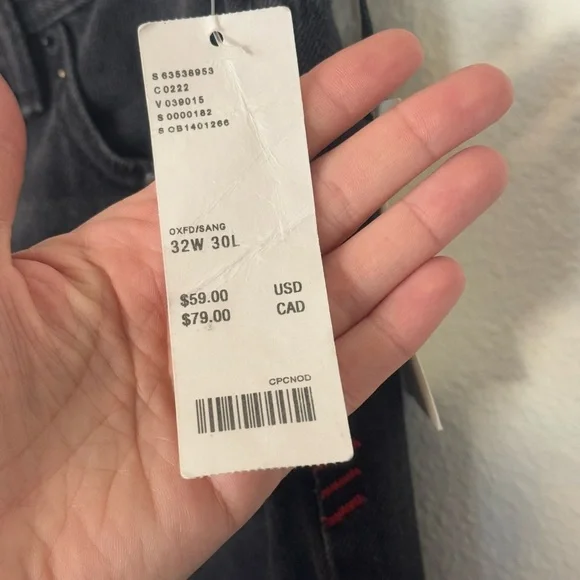 S 63538953
C 0222
V 039015
S 0000182
S OB1401266
OXFD/SANG
32W 30L
$59.00 USD
$79.00 CAD
CPCNOD